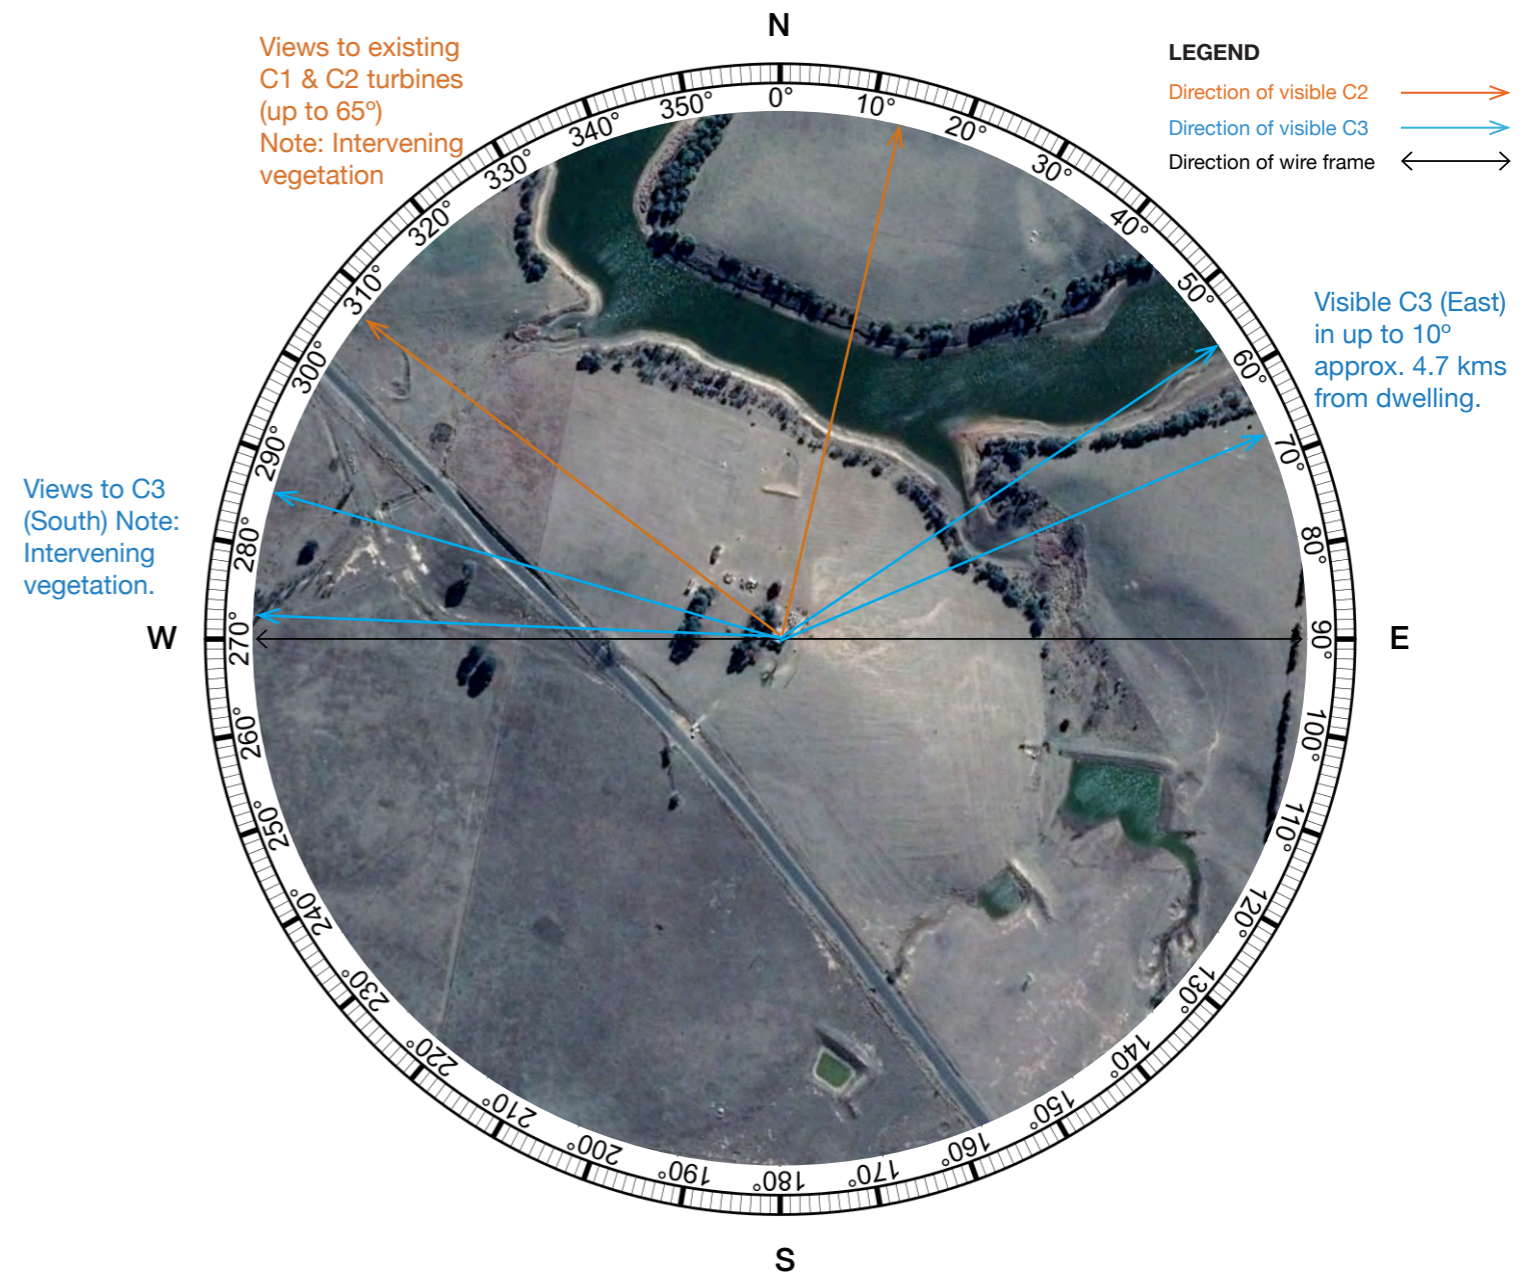 N
Views to existing
C1 & C2 turbines
(up to 65º)
Note: Intervening
vegetation
LEGEND
Direction of visible C2
Direction of visible C3
Direction of wire frame
Visible C3 (East)
in up to 10º
approx. 4.7 kms
from dwelling.
Views to C3
(South) Note:
Intervening
vegetation.
W
E
S
0°
10°
20°
30°
40°
50°
60°
70°
80°
90°
100°
110°
120°
130°
140°
150°
160°
170°
180°
190°
200°
210°
220°
230°
240°
250°
260°
270°
280°
290°
300°
310°
320°
330°
340°
350°